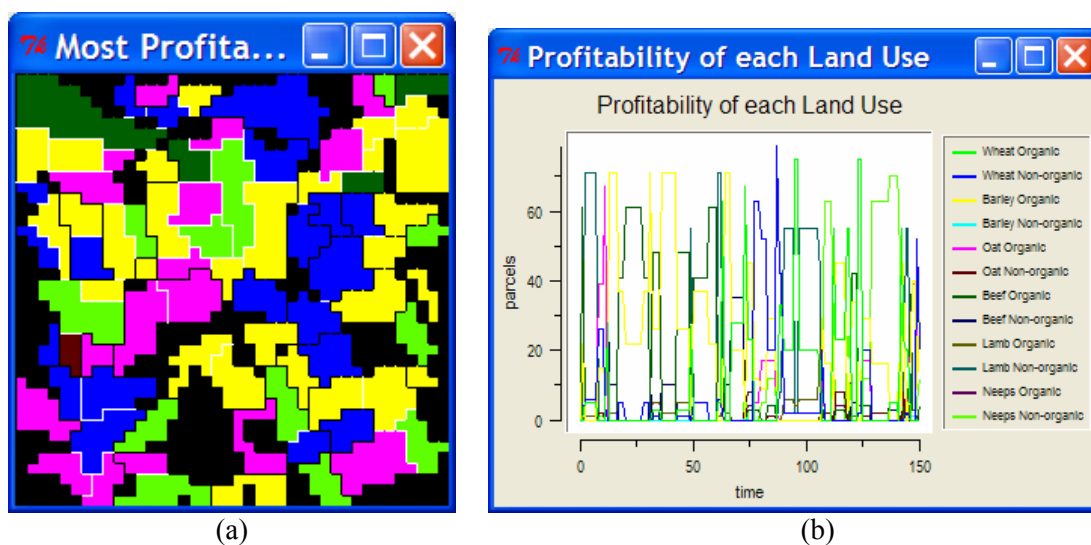 Most Profita...
Profitability of each Land Use
Profitability of each Land Use
parcels
60
40
20
0
0
50
100
150
time
Wheat Organic
Wheat Non-organic
Barley Organic
Barley Non-organic
Oat Organic
Oat Non-organic
Beef Organic
Beef Non-organic
Lamb Organic
Lamb Non-organic
Neeps Organic
Neeps Non-organic
(a)
(b)